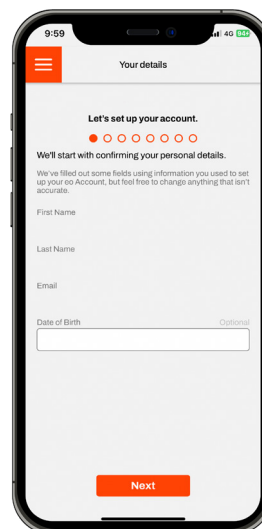 9:59
4G 94
Your details
Let's set up your account.
We'll start with confirming your personal details.
We've filled out some fields using information you used to set
up your eo Account, but feel free to change anything that isn't
accurate.
First Name
Last Name
Email
Date of Birth Optional
Next